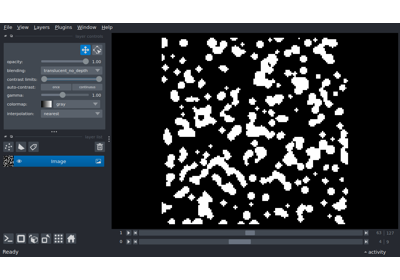 File View Layers Plugins Window Help
opacity: 1.00
blending: translucent_no_depth
contrast limits:
auto-contrast: once continuous
gamma: 1.00
colormap: gray
interpolation: nearest
Image
1
0
Ready
activity